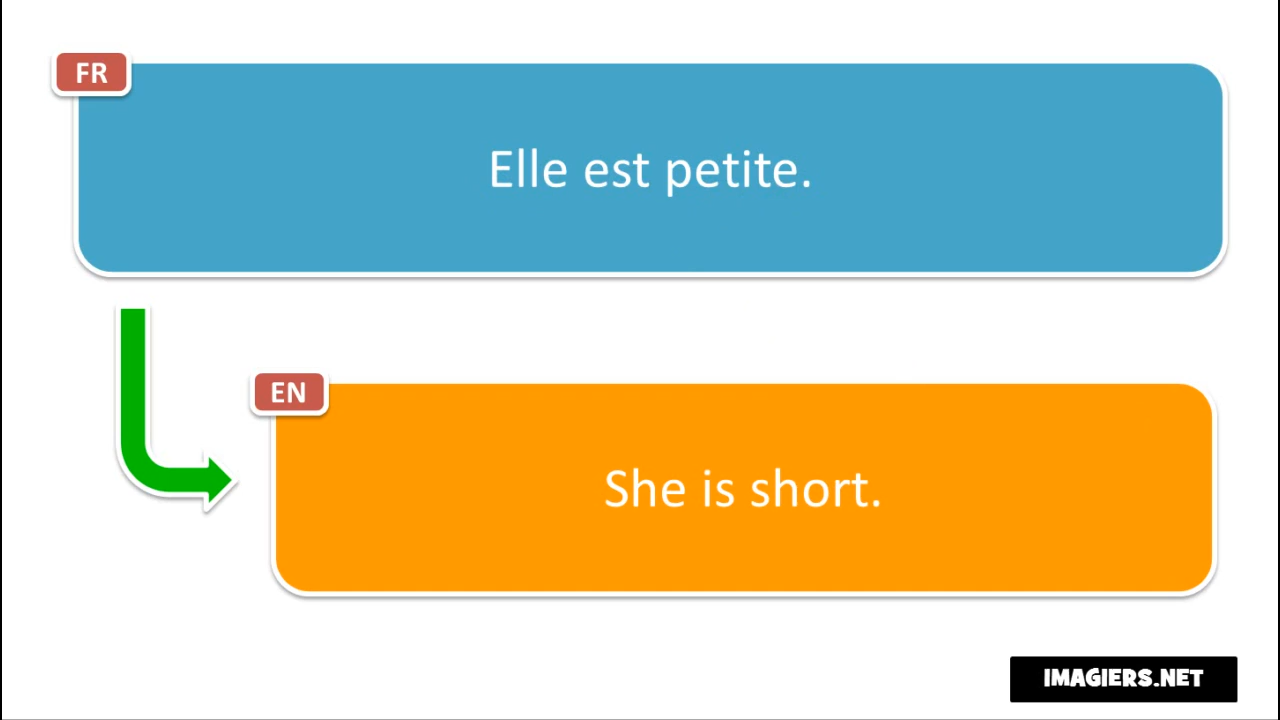 FR
Elle est petite.
EN
She is short.
IMAGIERS.NET